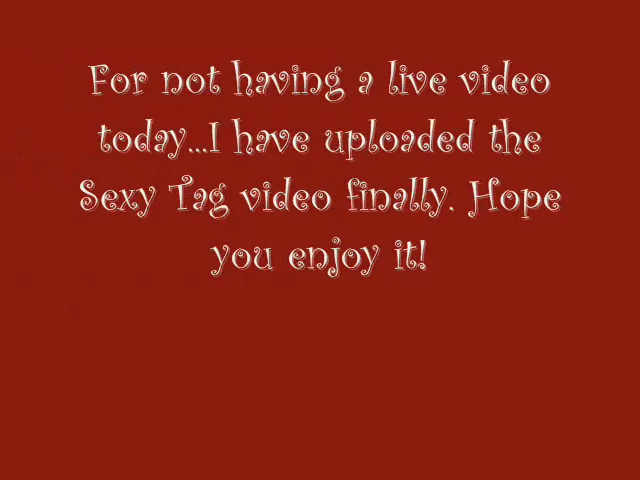 For not having a live video
today...I have uploaded the
Sexy Tag video finally. Hope
you enjoy it!